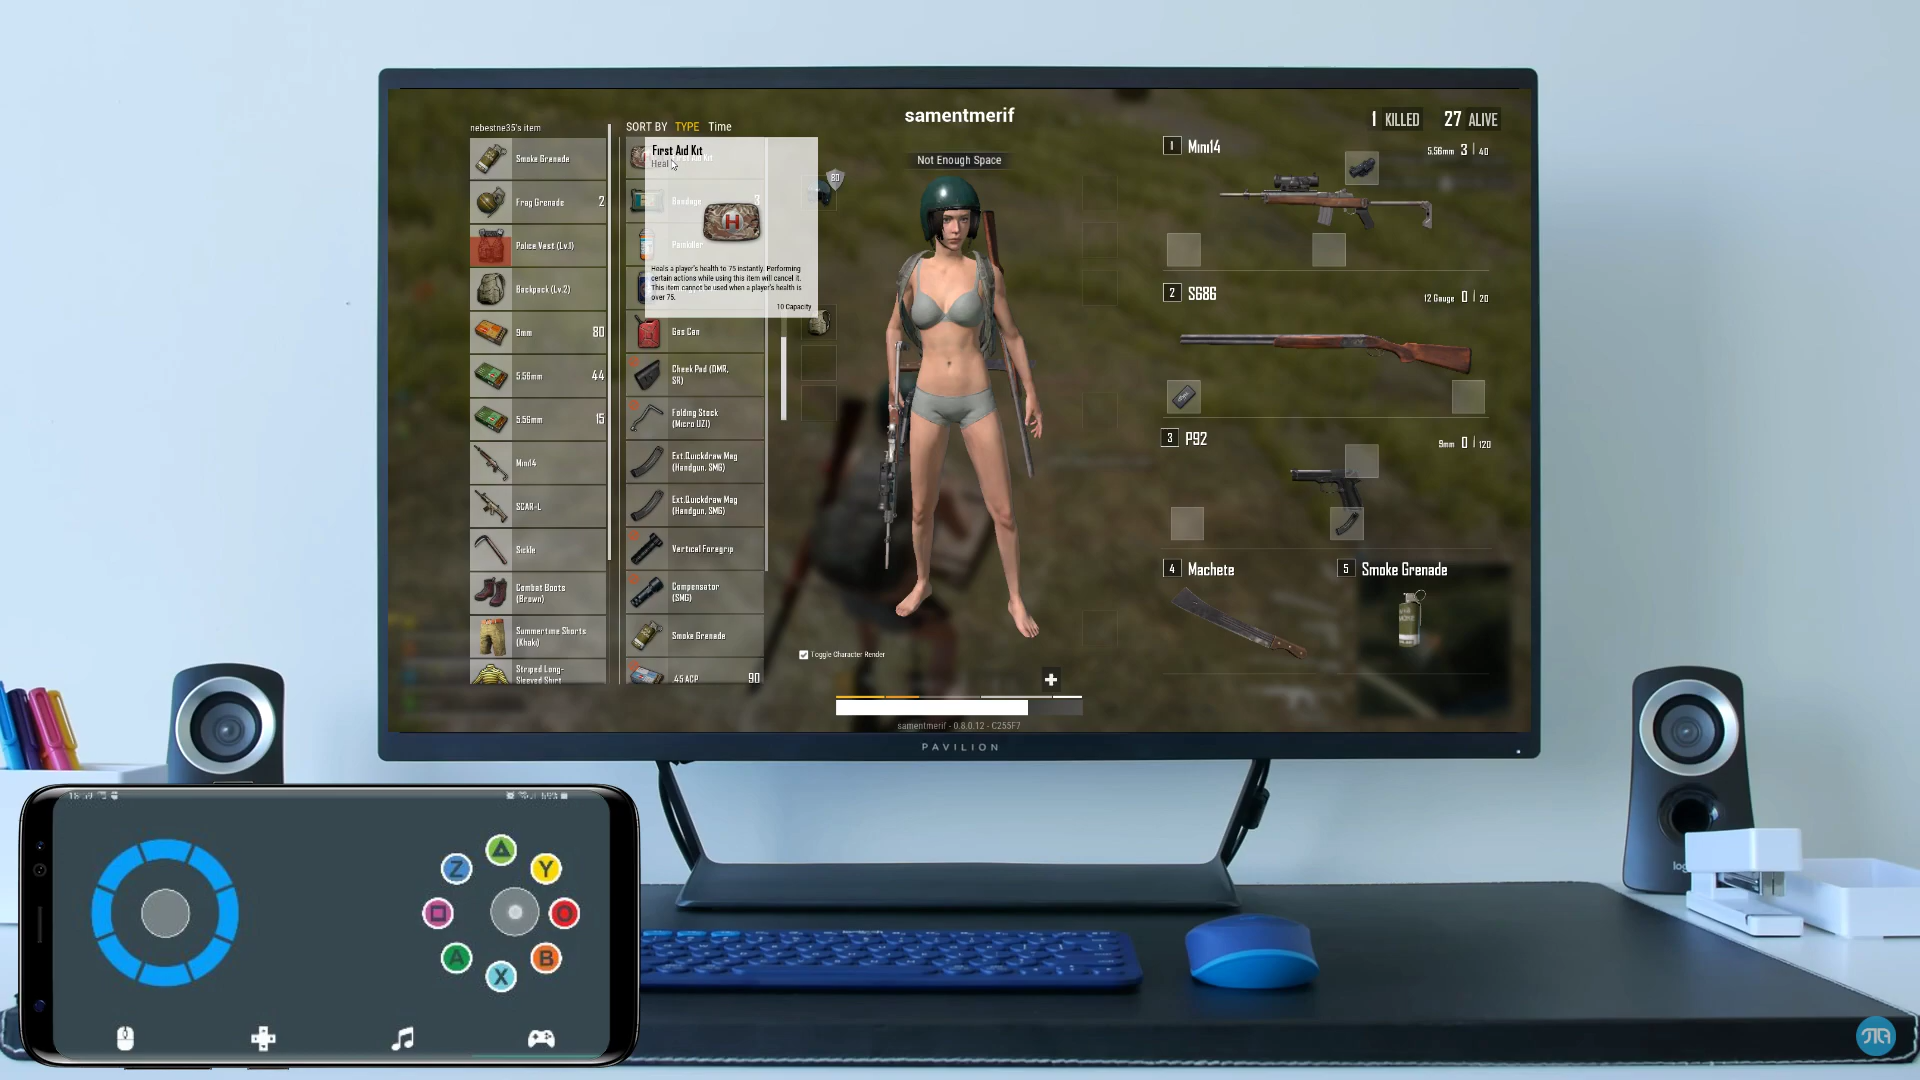 nebestne35's item
Smoke Grenade
Frag Grenade 2
Police Vest (Lv.1)
Backpack (Lv.2)
9mm 80
5.56mm 44
5.56mm 15
Mini14
SCAR-L
Sickle
Combat Boots
(Brown)
Summertime Shorts
(Khaki)
Striped Long-
Sleeved Shirt
SORT BY TYPE Time
First Aid Kit
Heal
Bandage 3
Painkiller
H
Heals a player's health to 75 instantly. Performing
certain actions while using this item will cancel it.
This item cannot be used when a player's health is
over 75.
10 Capacity
Gas Can
Cheek Pad (DMR,
SR)
Folding Stock
(Micro UZI)
Ext.Quickdraw Mag
(Handgun, SMG)
Ext.Quickdraw Mag
(Handgun, SMG)
Vertical Foregrip
Compensator
(SMG)
Smoke Grenade
.45 ACP 90
samentmerif
Not Enough Space
80
Toggle Character Render
samentmerif - 0.8.0.12 - C255F7
1 KILLED 27 ALIVE
1 Mini14 5.56mm 3 | 40
2 S686 12 Gauge 0 | 20
3 P92 9mm 0 | 120
4 Machete 5 Smoke Grenade
PAVILION
logi
59%
Z Y
O
A B
X